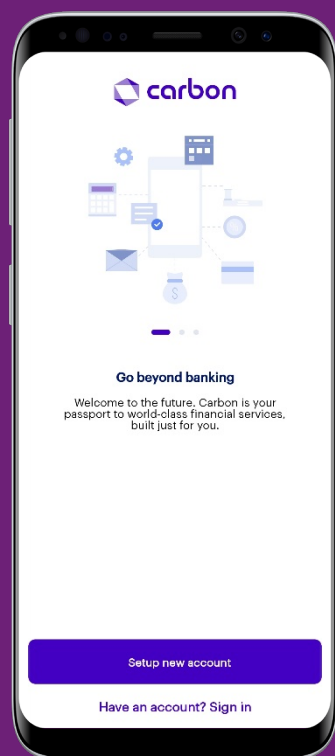 carbon
$
Go beyond banking
Welcome to the future. Carbon is your
passport to world-class financial services,
built just for you.
Setup new account
Have an account? Sign in